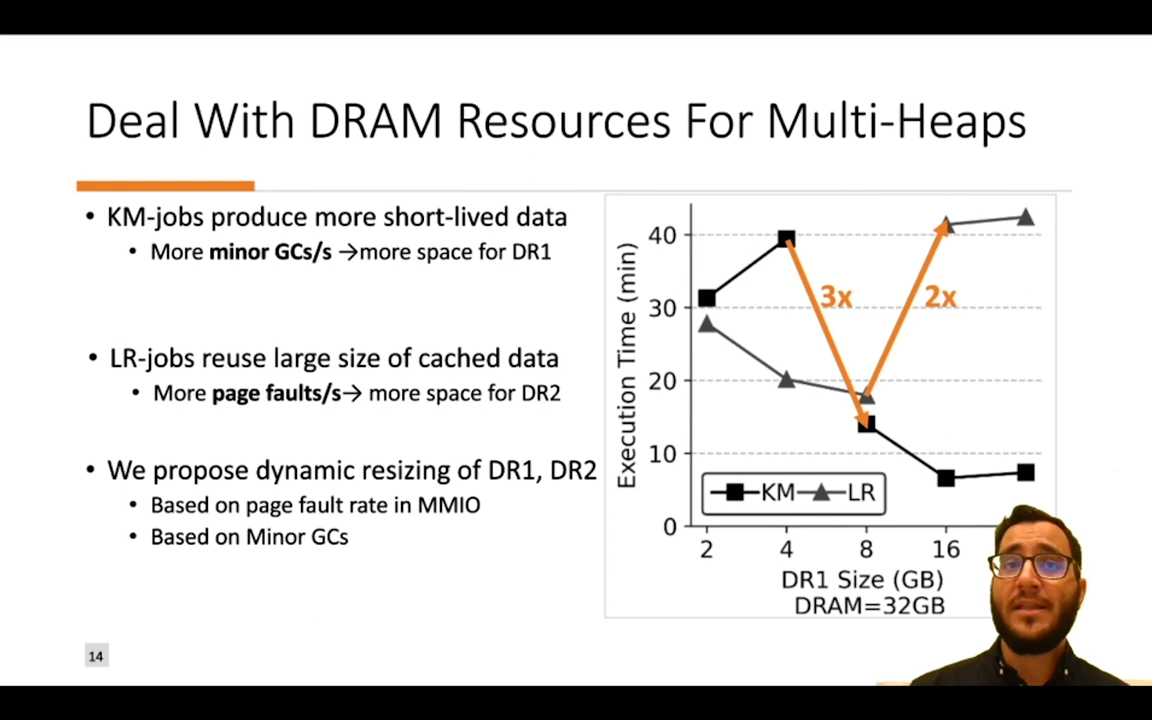 Deal With DRAM Resources For Multi-Heaps
• KM-jobs produce more short-lived data
• More minor GCs/s →more space for DR1
• LR-jobs reuse large size of cached data
• More page faults/s→ more space for DR2
• We propose dynamic resizing of DR1, DR2
• Based on page fault rate in MMIO
• Based on Minor GCs
14
Execution Time (min)
40
30
20
10
0
3x
2x
KM
LR
2 4 8 16
DR1 Size (GB)
DRAM=32GB